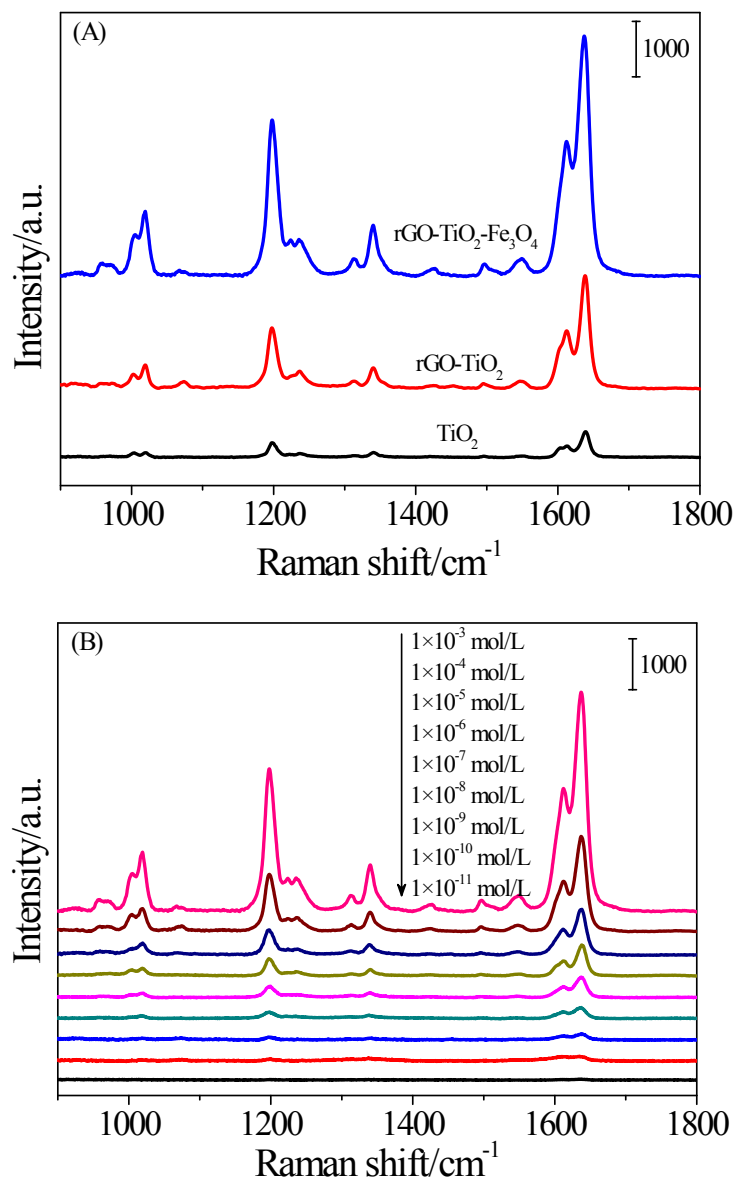 (A)
1000
rGO-TiO₂-Fe₃O₄
rGO-TiO₂
TiO₂
Intensity/a.u.
1000 1200 1400 1600 1800
Raman shift/cm⁻¹
(B)
1×10⁻³ mol/L
1000
1×10⁻⁴ mol/L
1×10⁻⁵ mol/L
1×10⁻⁶ mol/L
1×10⁻⁷ mol/L
1×10⁻⁸ mol/L
1×10⁻⁹ mol/L
1×10⁻¹⁰ mol/L
1×10⁻¹¹ mol/L
Intensity/a.u.
1000 1200 1400 1600 1800
Raman shift/cm⁻¹